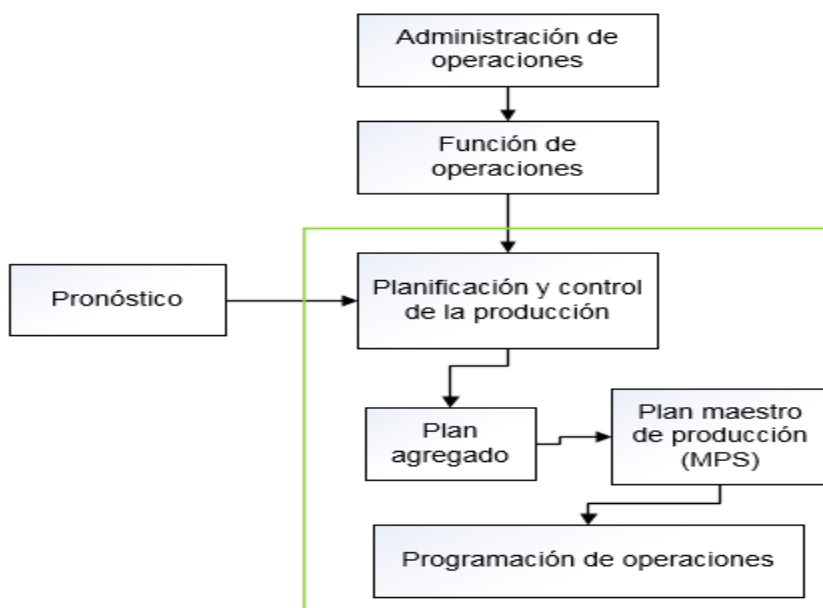 Administración de
operaciones
Función de
operaciones
Pronóstico
Planificación y control
de la producción
Plan
agregado
Plan maestro
de producción
(MPS)
Programación de operaciones